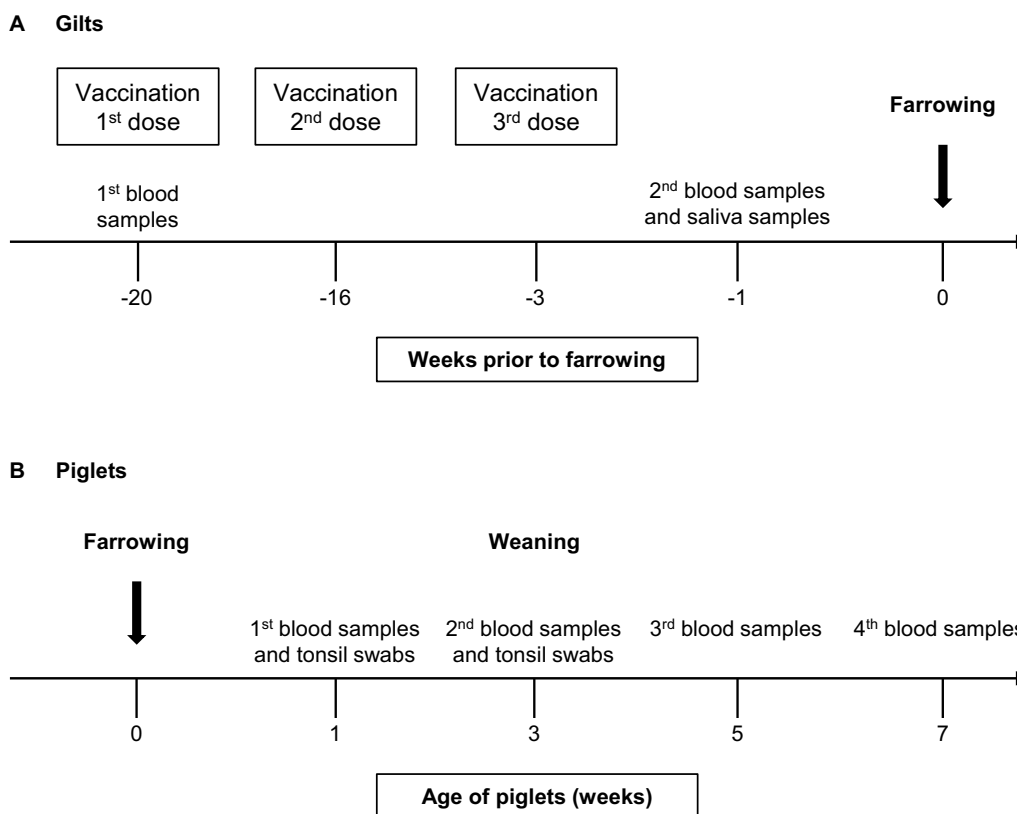 A Gilts
Vaccination
1st dose
Vaccination
2nd dose
Vaccination
3rd dose
Farrowing
1st blood
samples
2nd blood samples
and saliva samples
-20
-16
-3
-1
0
Weeks prior to farrowing
B Piglets
Farrowing
Weaning
1st blood samples
and tonsil swabs
2nd blood samples
and tonsil swabs
3rd blood samples
4th blood samples
0
1
3
5
7
Age of piglets (weeks)